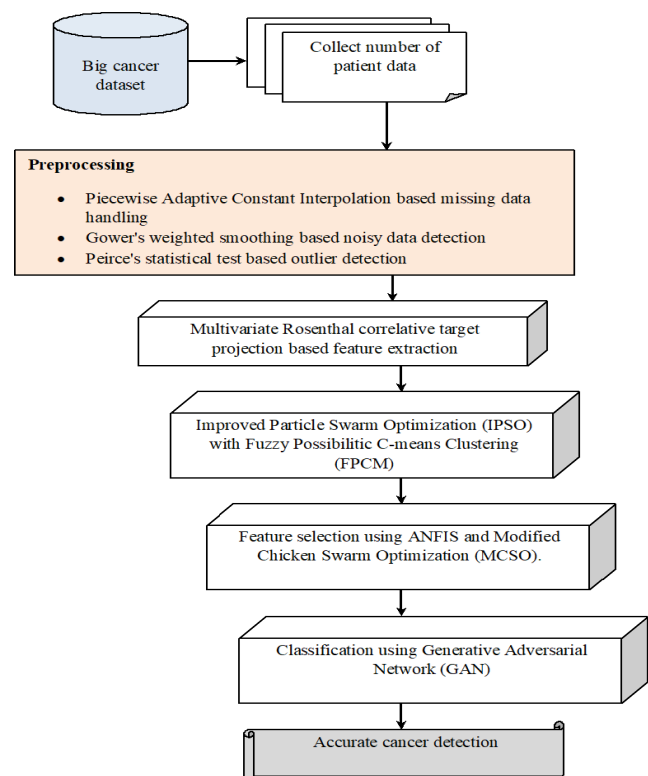 Big cancer
dataset
Collect number of
patient data
Preprocessing
• Piecewise Adaptive Constant Interpolation based missing data
handling
• Gower's weighted smoothing based noisy data detection
• Peirce's statistical test based outlier detection
Multivariate Rosenthal correlative target
projection based feature extraction
Improved Particle Swarm Optimization (IPSO)
with Fuzzy Possibilitic C-means Clustering
(FPCM)
Feature selection using ANFIS and Modified
Chicken Swarm Optimization (MCSO).
Classification using Generative Adversarial
Network (GAN)
Accurate cancer detection